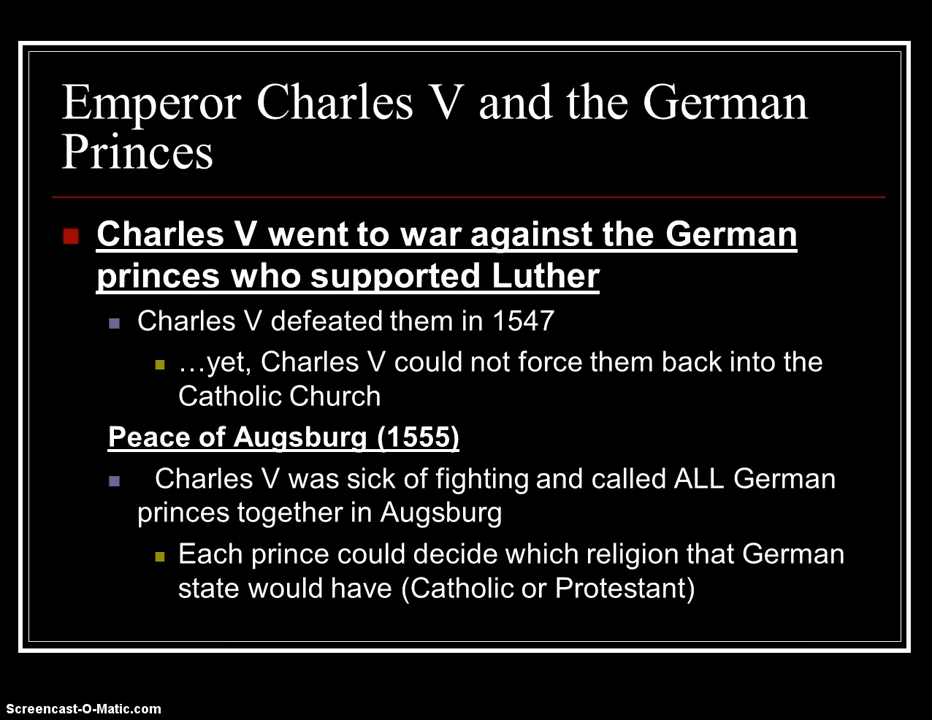 Emperor Charles V and the German
Princes
Charles V went to war against the German
princes who supported Luther
Charles V defeated them in 1547
…yet, Charles V could not force them back into the
Catholic Church
Peace of Augsburg (1555)
Charles V was sick of fighting and called ALL German
princes together in Augsburg
Each prince could decide which religion that German
state would have (Catholic or Protestant)
Screencast-O-Matic.com